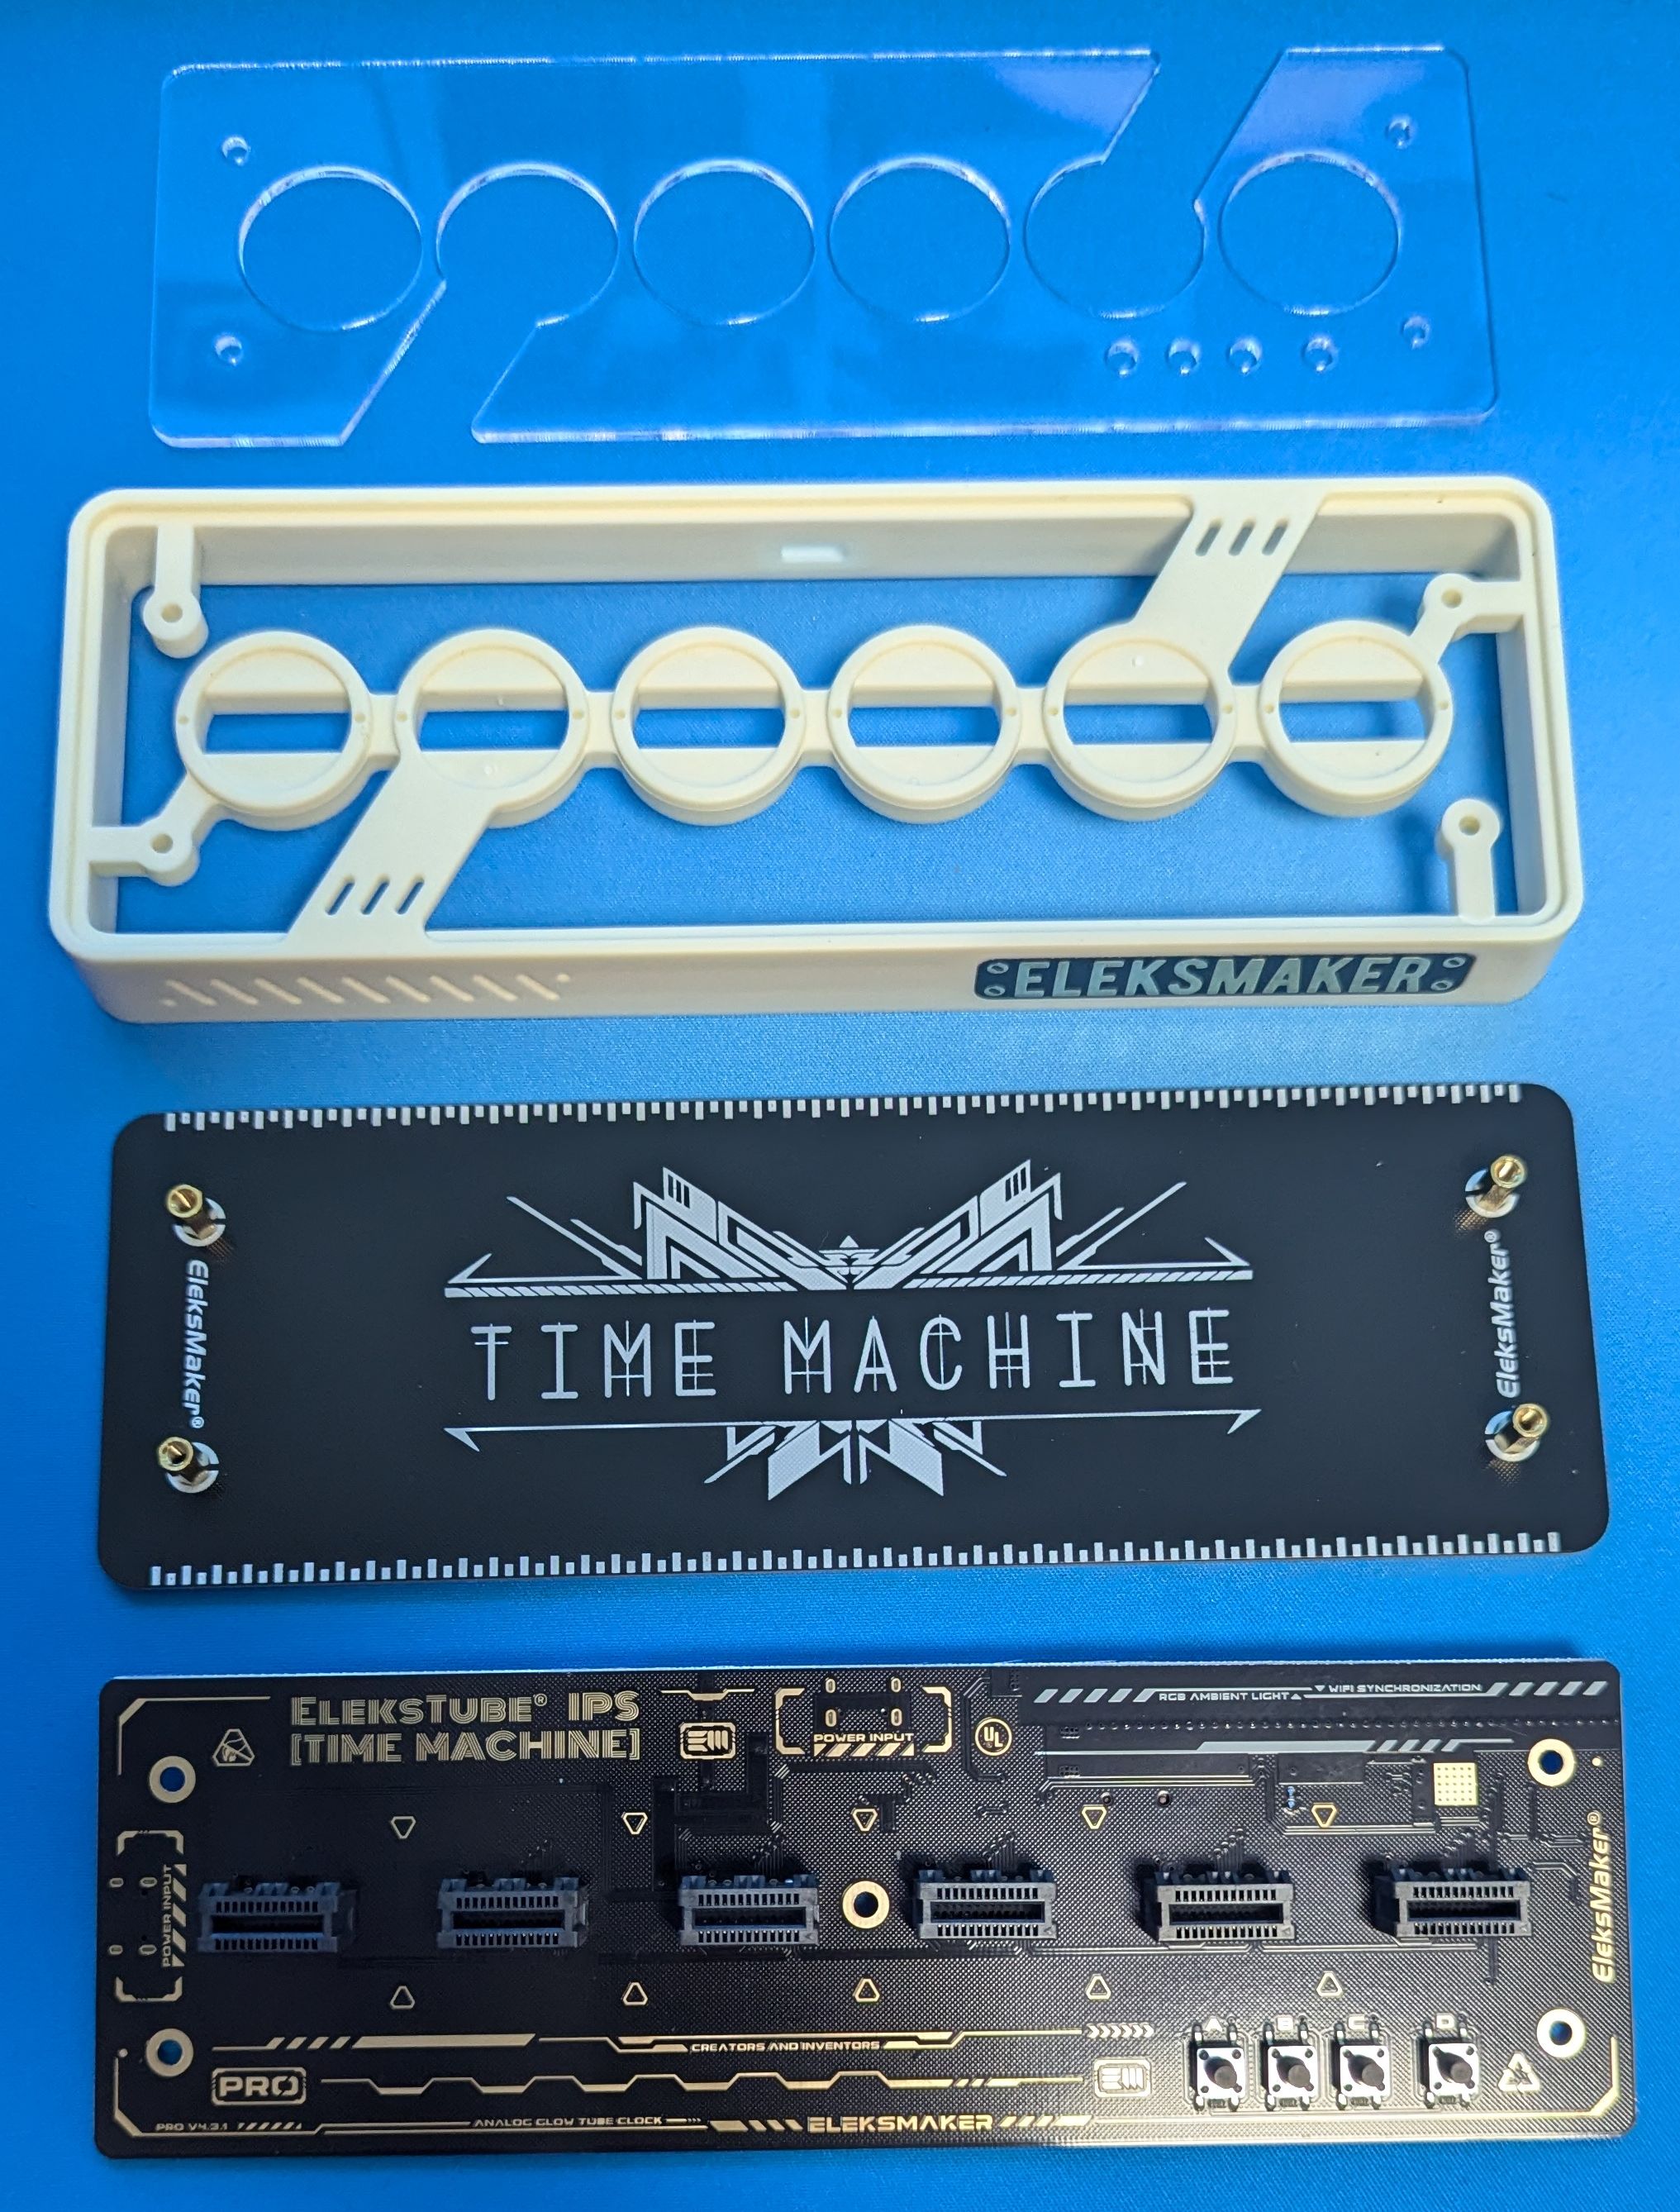 ELEKSMAKER
EleksMaker®
EleksMaker®
TIME MACHINE
ELEKSTUBE® IPS
[TIME MACHINE]
POWER INPUT
UL
RGB AMBIENT LIGHT
WIFI SYNCHRONIZATION
POWER INPUT
EleksMaker®
A B C D
CREATORS AND INVENTORS
PRO
PRO V4.3.1
ANALOG GLOW TUBE CLOCK
ELEKSMAKER